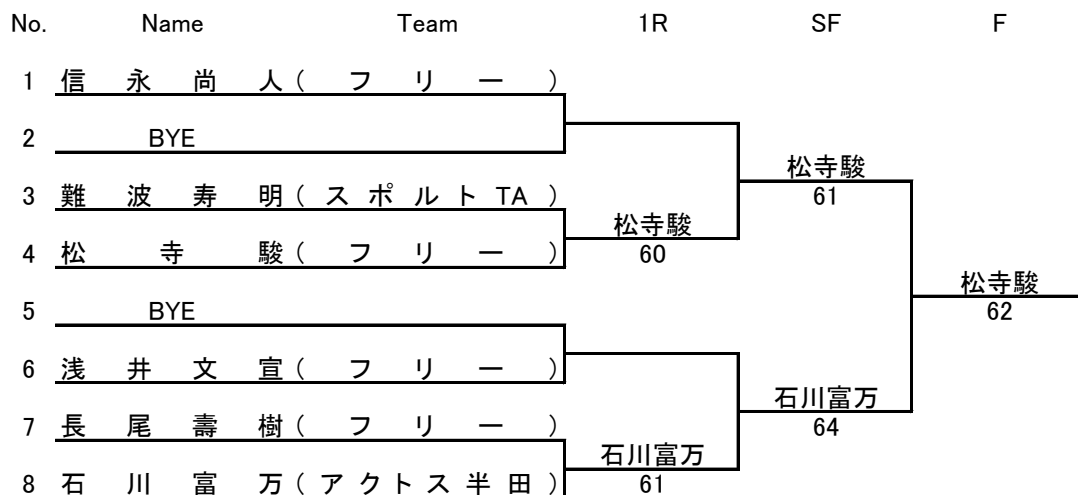 No. Name Team 1R SF F
1 信永尚人(フリー)
2 BYE
松寺駿
3 難波寿明(スポルトTA)
61
松寺駿
4 松寺駿(フリー)
60
松寺駿
5 BYE
62
6 浅井文宣(フリー)
石川富万
7 長尾壽樹(フリー)
64
石川富万
8 石川富万(アクトス半田)
61